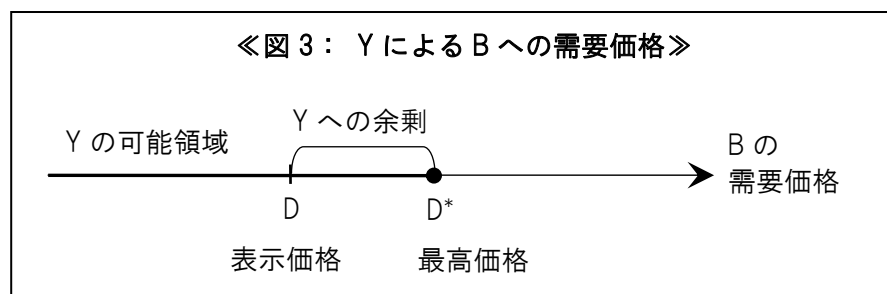 ≪図3： YによるBへの需要価格≫
Yの可能領域
Yへの余剰
Bの
需要価格
D
D*
表示価格
最高価格